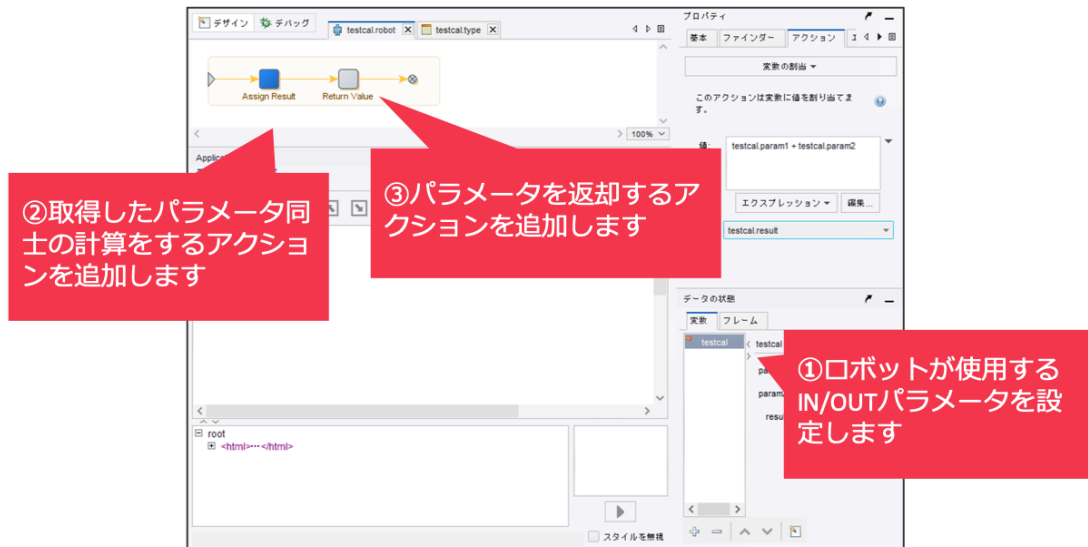 デザイン デバッグ testcal.robot testcal.type
Assign Result Return Value
100%
②取得したパラメータ同
士の計算をするアクショ
ンを追加します
③パラメータを返却するア
クションを追加します
root
<html>····</html>
スタイルを無視
プロパティ
基本 ファインダー アクション
変数の割当
このアクションは変数に値を割り当てま
す。
値:
testcal.param1 + testcal.param2
エクスプレッション 編集...
testcal.result
データの状態
変数 フレーム
testcal testcal
①ロボットが使用する
IN/OUTパラメータを設
定します